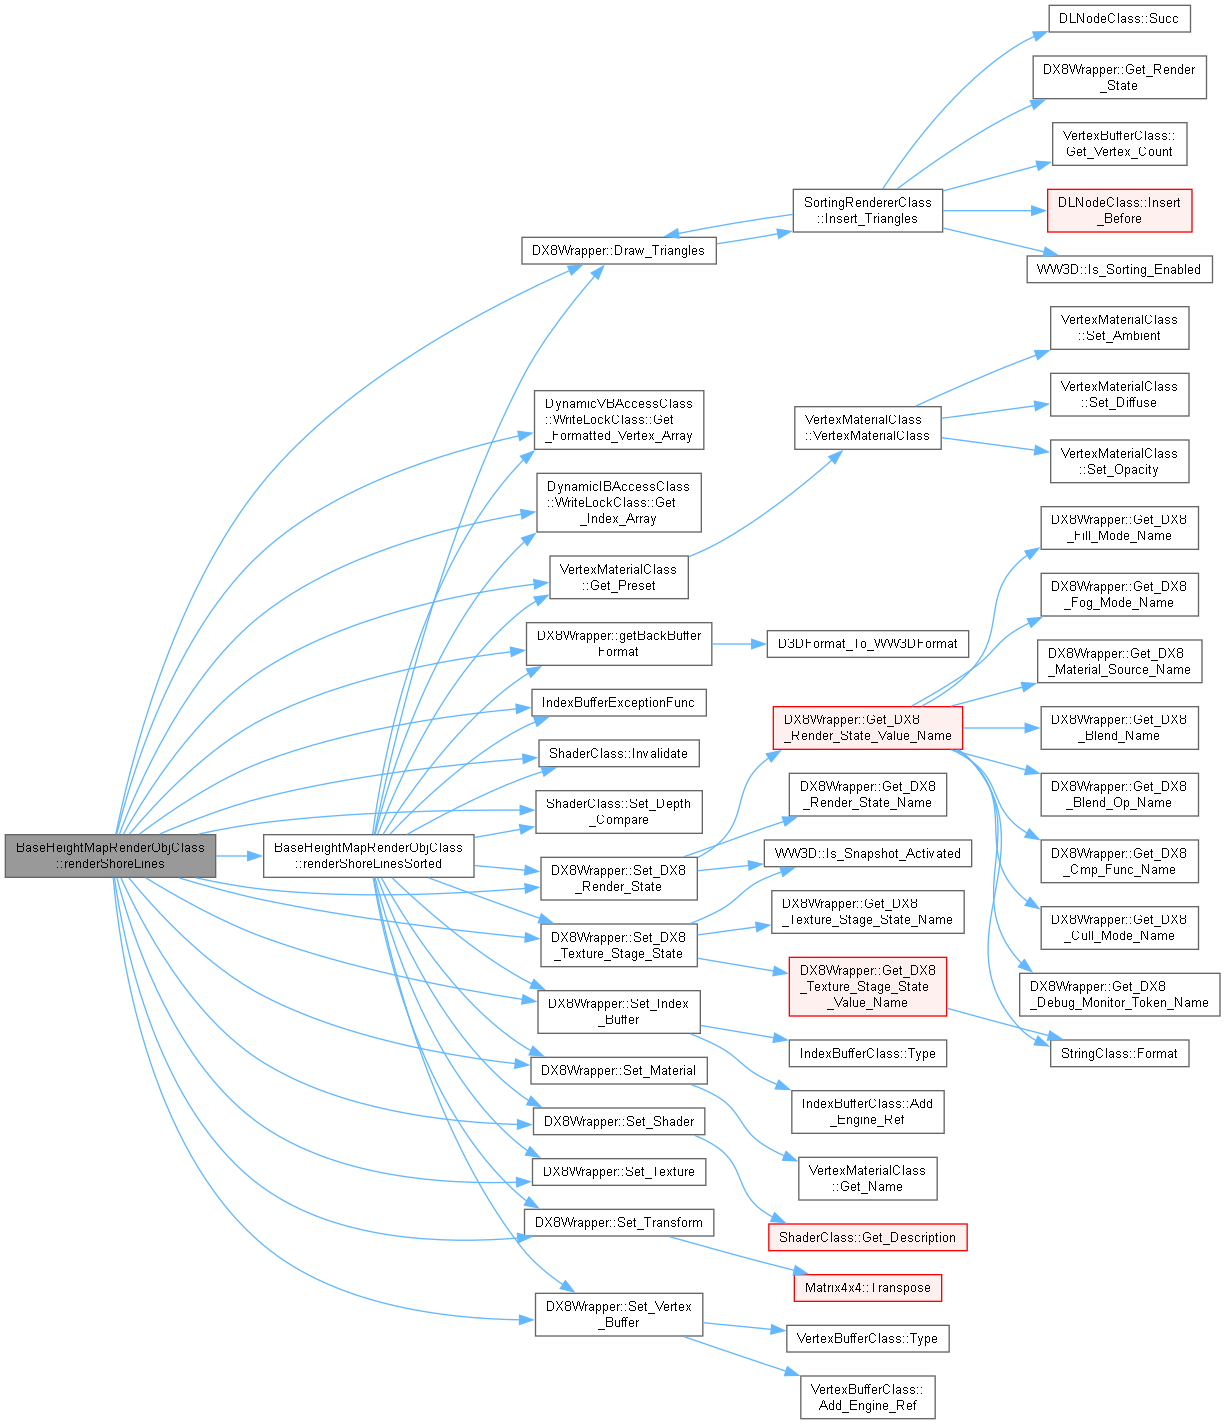 DLNodeClass::Succ
DX8Wrapper::Get_Render
_State
VertexBufferClass::
Get_Vertex_Count
SortingRendererClass
::Insert_Triangles
DLNodeClass::Insert
_Before
DX8Wrapper::Draw_Triangles
WW3D::Is_Sorting_Enabled
VertexMaterialClass
::Set_Ambient
VertexMaterialClass
::Set_Diffuse
DynamicVBAccessClass
::WriteLockClass::Get
_Formatted_Vertex_Array
VertexMaterialClass
::VertexMaterialClass
VertexMaterialClass
::Set_Opacity
DynamicIBAccessClass
::WriteLockClass::Get
_Index_Array
DX8Wrapper::Get_DX8
_Fill_Mode_Name
VertexMaterialClass
::Get_Preset
DX8Wrapper::Get_DX8
_Fog_Mode_Name
DX8Wrapper::getBackBuffer
Format
D3DFormat_To_WW3DFormat
DX8Wrapper::Get_DX8
_Material_Source_Name
IndexBufferExceptionFunc
DX8Wrapper::Get_DX8
_Render_State_Value_Name
DX8Wrapper::Get_DX8
_Blend_Name
ShaderClass::Invalidate
DX8Wrapper::Get_DX8
_Render_State_Name
DX8Wrapper::Get_DX8
_Blend_Op_Name
ShaderClass::Set_Depth
_Compare
BaseHeightMapRenderObjClass
::renderShoreLines
BaseHeightMapRenderObjClass
::renderShoreLinesSorted
WW3D::Is_Snapshot_Activated
DX8Wrapper::Get_DX8
_Cmp_Func_Name
DX8Wrapper::Set_DX8
_Render_State
DX8Wrapper::Get_DX8
_Texture_Stage_State_Name
DX8Wrapper::Get_DX8
_Cull_Mode_Name
DX8Wrapper::Set_DX8
_Texture_Stage_State
DX8Wrapper::Get_DX8
_Texture_Stage_State
_Value_Name
DX8Wrapper::Get_DX8
_Debug_Monitor_Token_Name
DX8Wrapper::Set_Index
_Buffer
IndexBufferClass::Type
StringClass::Format
DX8Wrapper::Set_Material
IndexBufferClass::Add
_Engine_Ref
DX8Wrapper::Set_Shader
DX8Wrapper::Set_Texture
VertexMaterialClass
::Get_Name
DX8Wrapper::Set_Transform
ShaderClass::Get_Description
Matrix4x4::Transpose
DX8Wrapper::Set_Vertex
_Buffer
VertexBufferClass::Type
VertexBufferClass::
Add_Engine_Ref